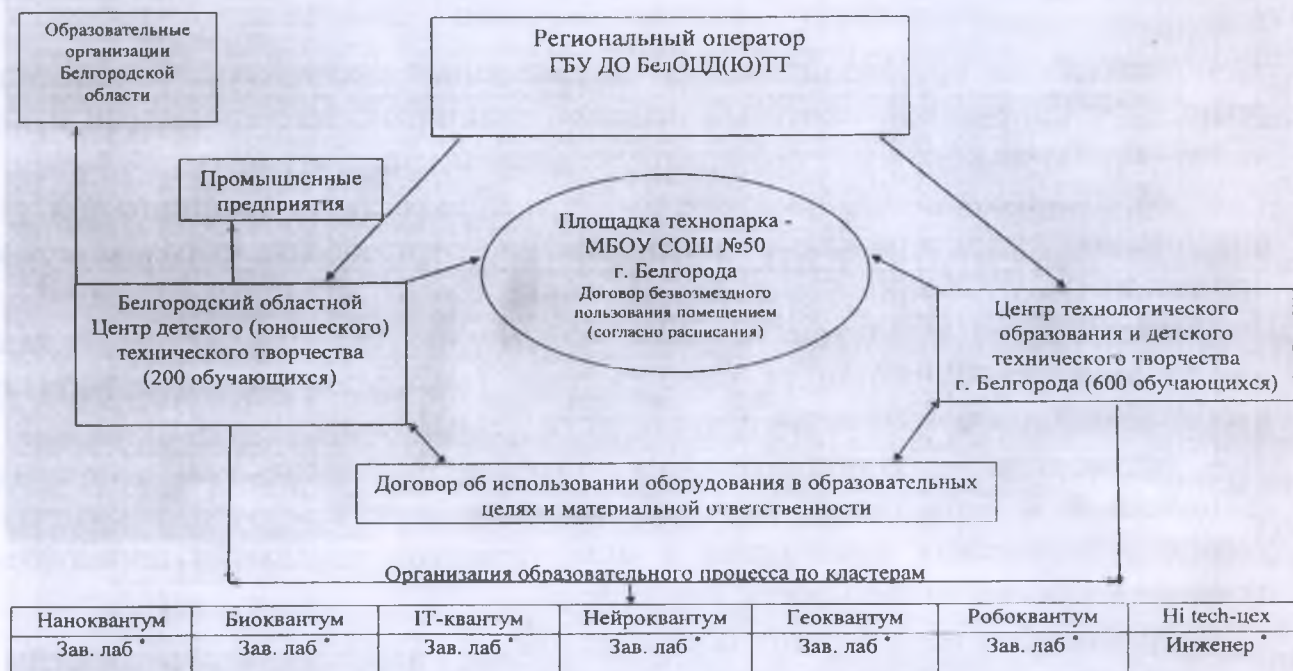 Образовательные
организации
Белгородской
области
Региональный оператор
ГБУ ДО БелОЦД(Ю)ТТ
Промышленные
предприятия
Площадка технопарка -
МБОУ СОШ №50
г. Белгорода
Договор безвозмездного
пользования помещением
(согласно расписания)
Белгородский областной
Центр детского (юношеского)
технического творчества
(200 обучающихся)
Центр технологического
образования и детского
технического творчества
г. Белгорода (600 обучающихся)
Договор об использовании оборудования в образовательных
целях и материальной ответственности
Организация образовательного процесса по кластерам
Наноквантум Биоквантум IT-квантум Нейроквантум Геоквантум Робоквантум Hi tech-цех
Зав. лаб* Зав. лаб* Зав. лаб* Зав. лаб* Зав. лаб* Зав. лаб* Инженер*